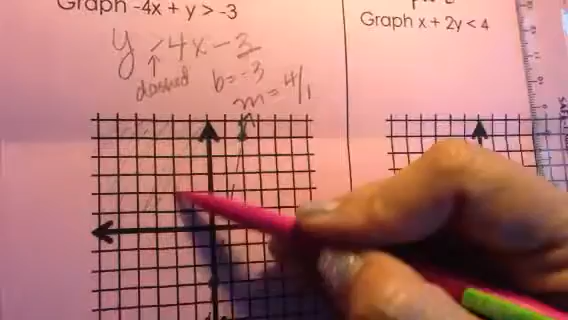 Graph -4x + y > -3
y > 4x - 3
dashed
b = -3
m = 4/1
Graph x + 2y < 4